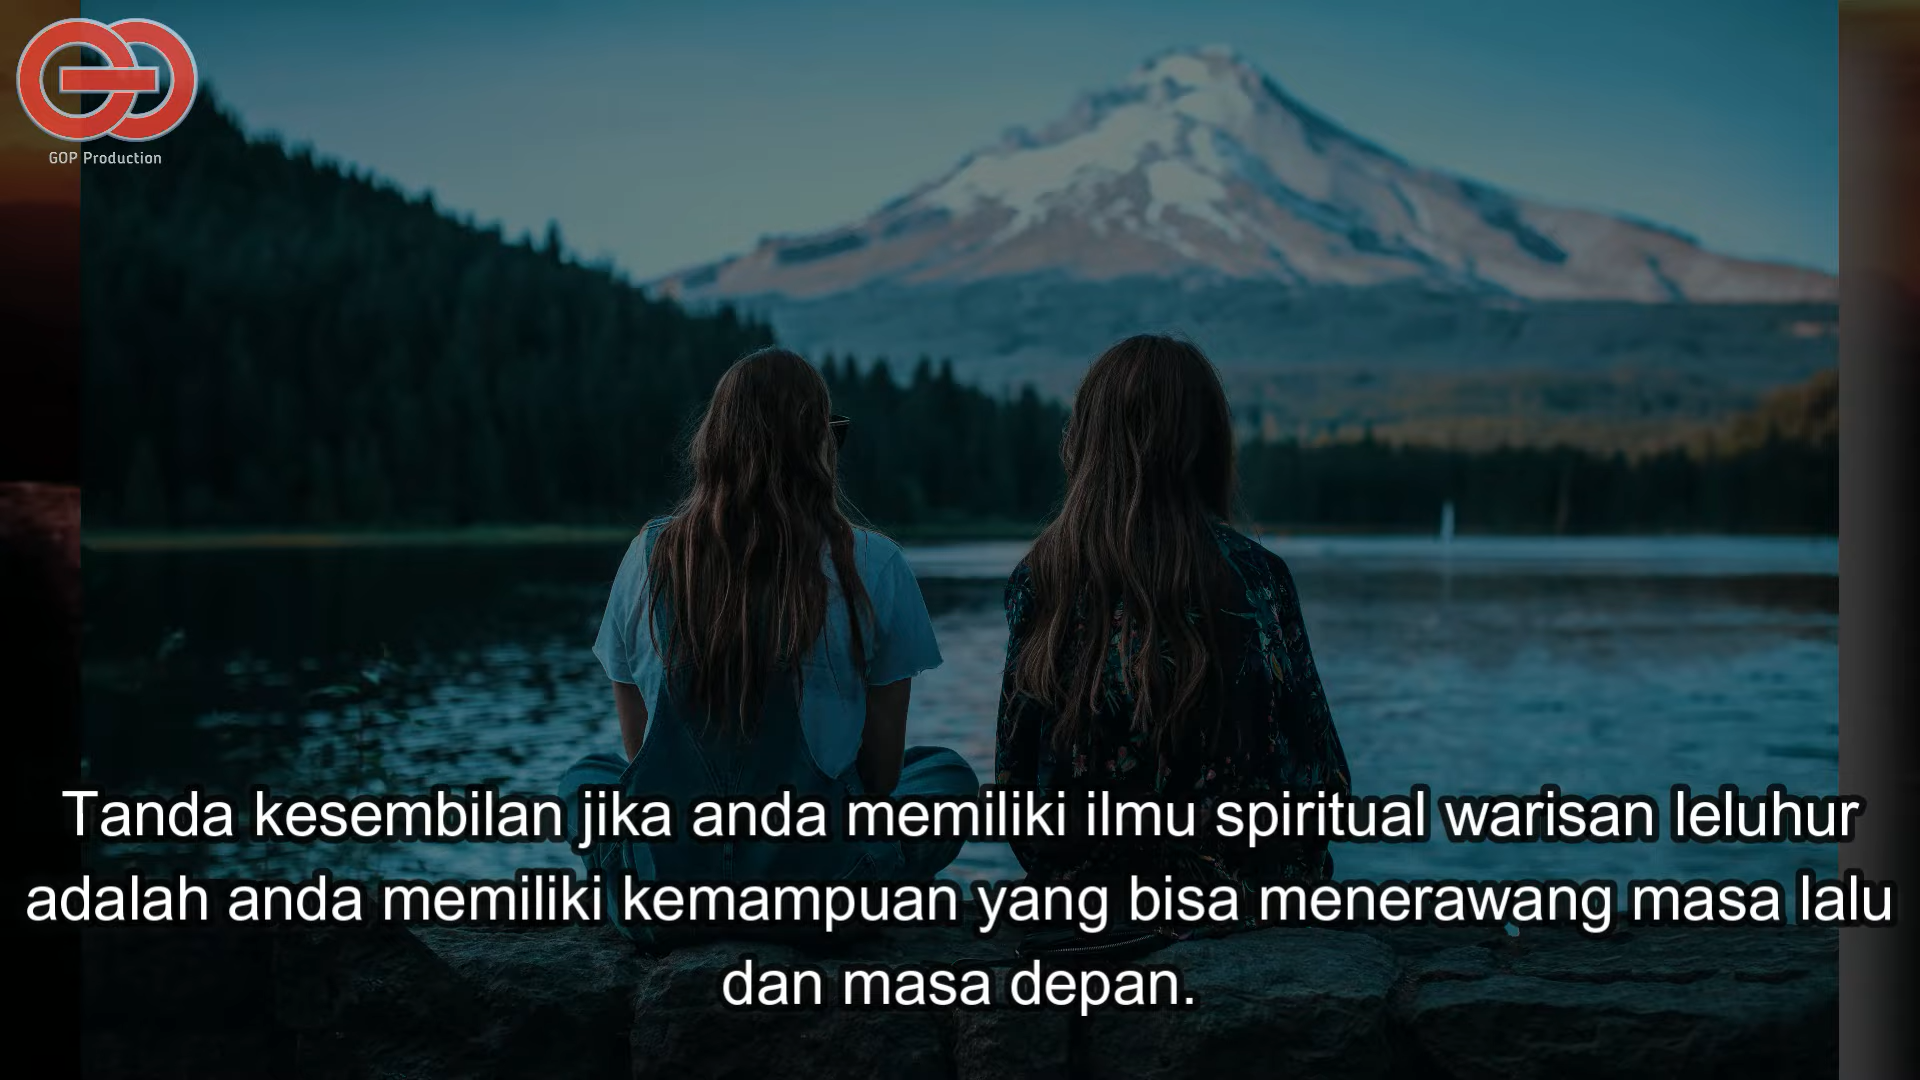 GOP Production
Tanda kesembilan jika anda memiliki ilmu spiritual warisan leluhur
adalah anda memiliki kemampuan yang bisa menerawang masa lalu
dan masa depan.